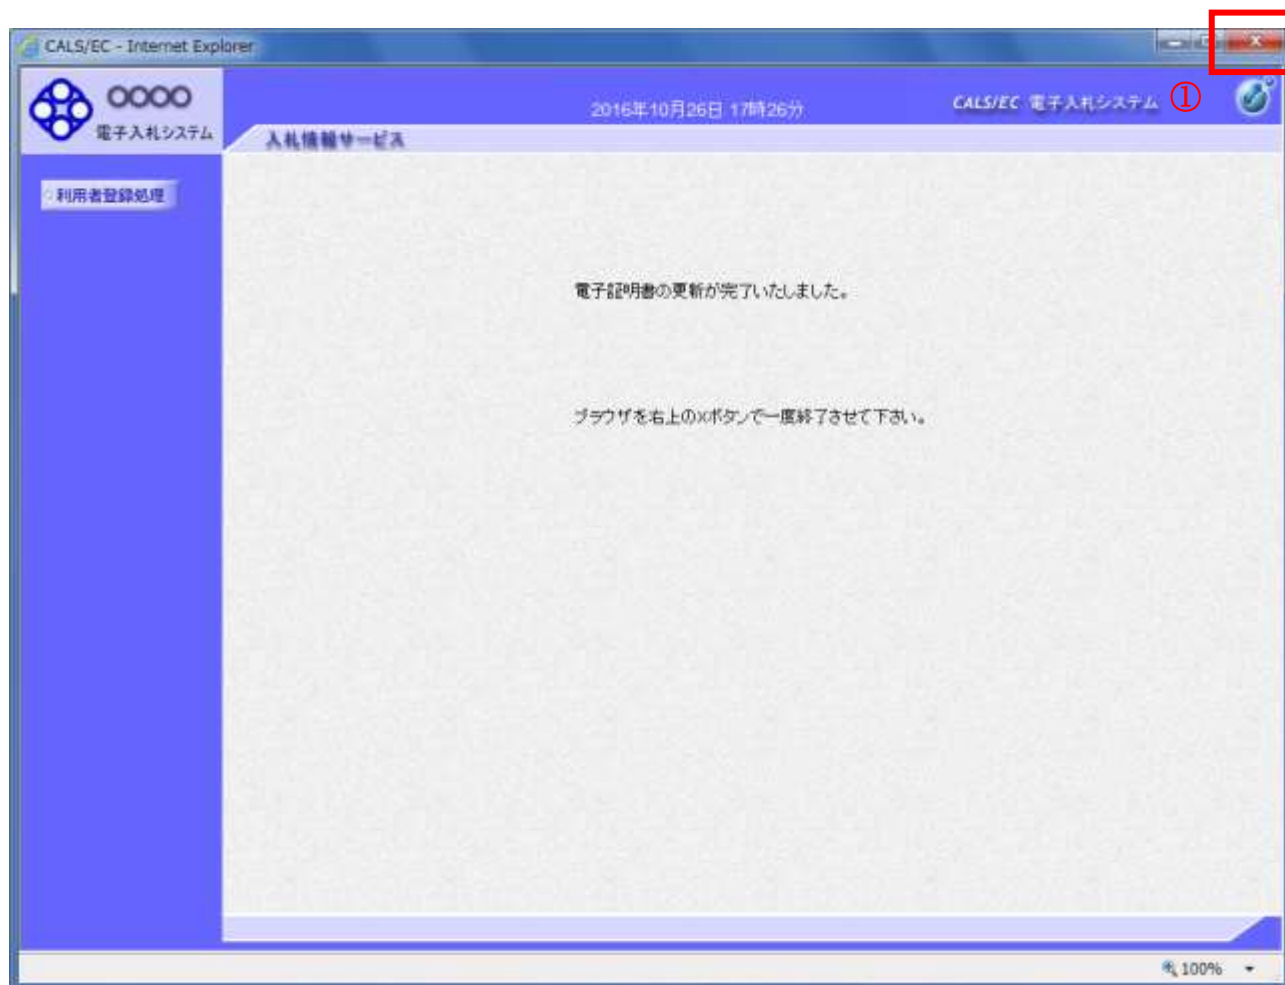 CALS/EC - Internet Explorer
〇〇〇〇
電子入札システム
2016年10月26日 17時26分
CALS/EC 電子入札システム
①
入札情報サービス
利用者登録処理
電子証明書の更新が完了いたしました。
ブラウザを右上の×ボタンで一度終了させて下さい。
100%